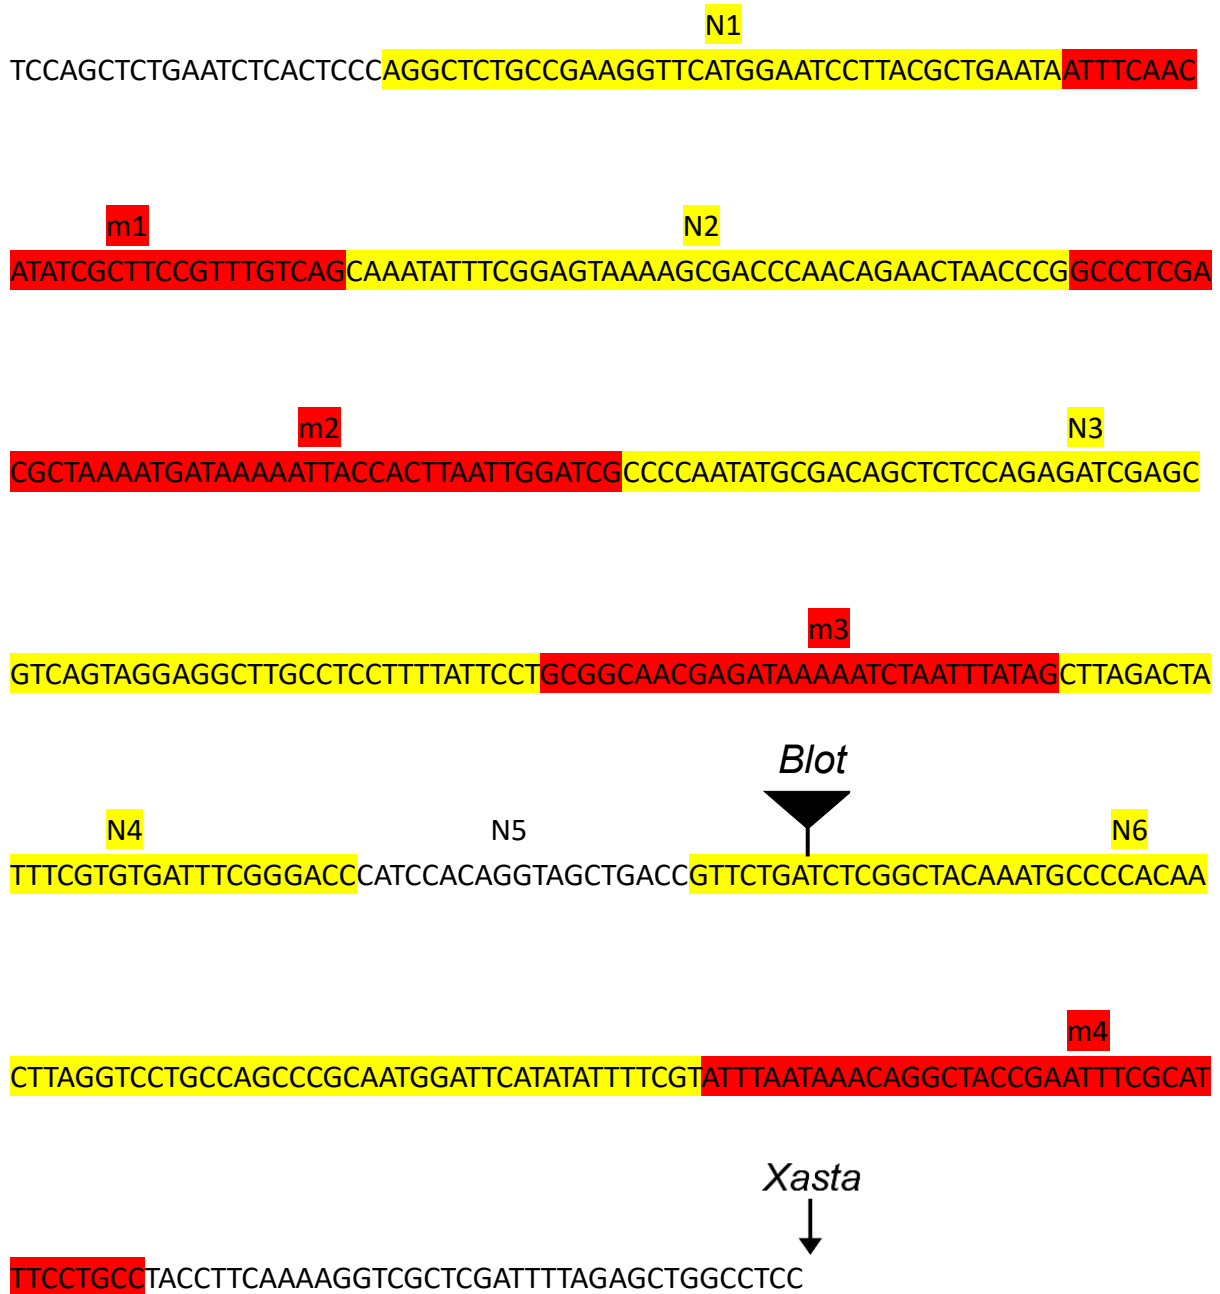 N1
TCCAGCTCTGAATCTCACTCCCAGGCTCTGCCGAAGGTTCATGGAATCCTTACGCTGAATAATTTCAAC
m1 N2
ATATCGCTTCCGTTTGTCAGCAAATATTTCGGAGTAAAAGCGACCCAACAGAACTAACCCGGCCCTCGA
m2 N3
CGCTAAAATGATAAAAATTACCACTTAATTGGATCGCCCCAATATGCGACAGCTCTCCAGAGATCGAGC
m3
GTCAGTAGGAGGCTTGCCTCCTTTTATTCCTGCGGCAACGAGATAAAAATCTAATTTATAGCTTAGACTA
Blot
N4 N5 N6
TTTCGTGTGATTTCGGGACCCATCCACAGGTAGCTGACCGTTCTGATCTCGGCTACAAATGCCCCACAA
m4
CTTAGGTCCTGCCAGCCCGCAATGGATTCATATATTTTCGTATTTAATAAACAGGCTACCGAATTTCGCAT
Xasta
TTCCTGCCTACCTTCAAAAGGTCGCTCGATTTTAGAGCTGGCCTCC